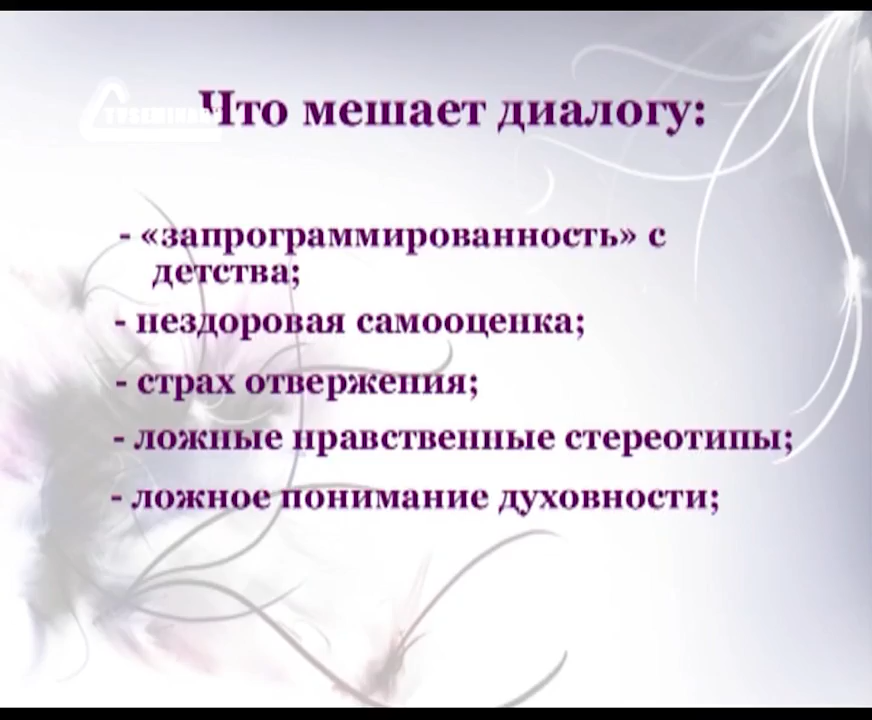 Что мешает диалогу:
- «запрограммированность» с
детства;
- нездоровая самооценка;
- страх отвержения;
- ложные нравственные стереотипы;
- ложное понимание духовности;